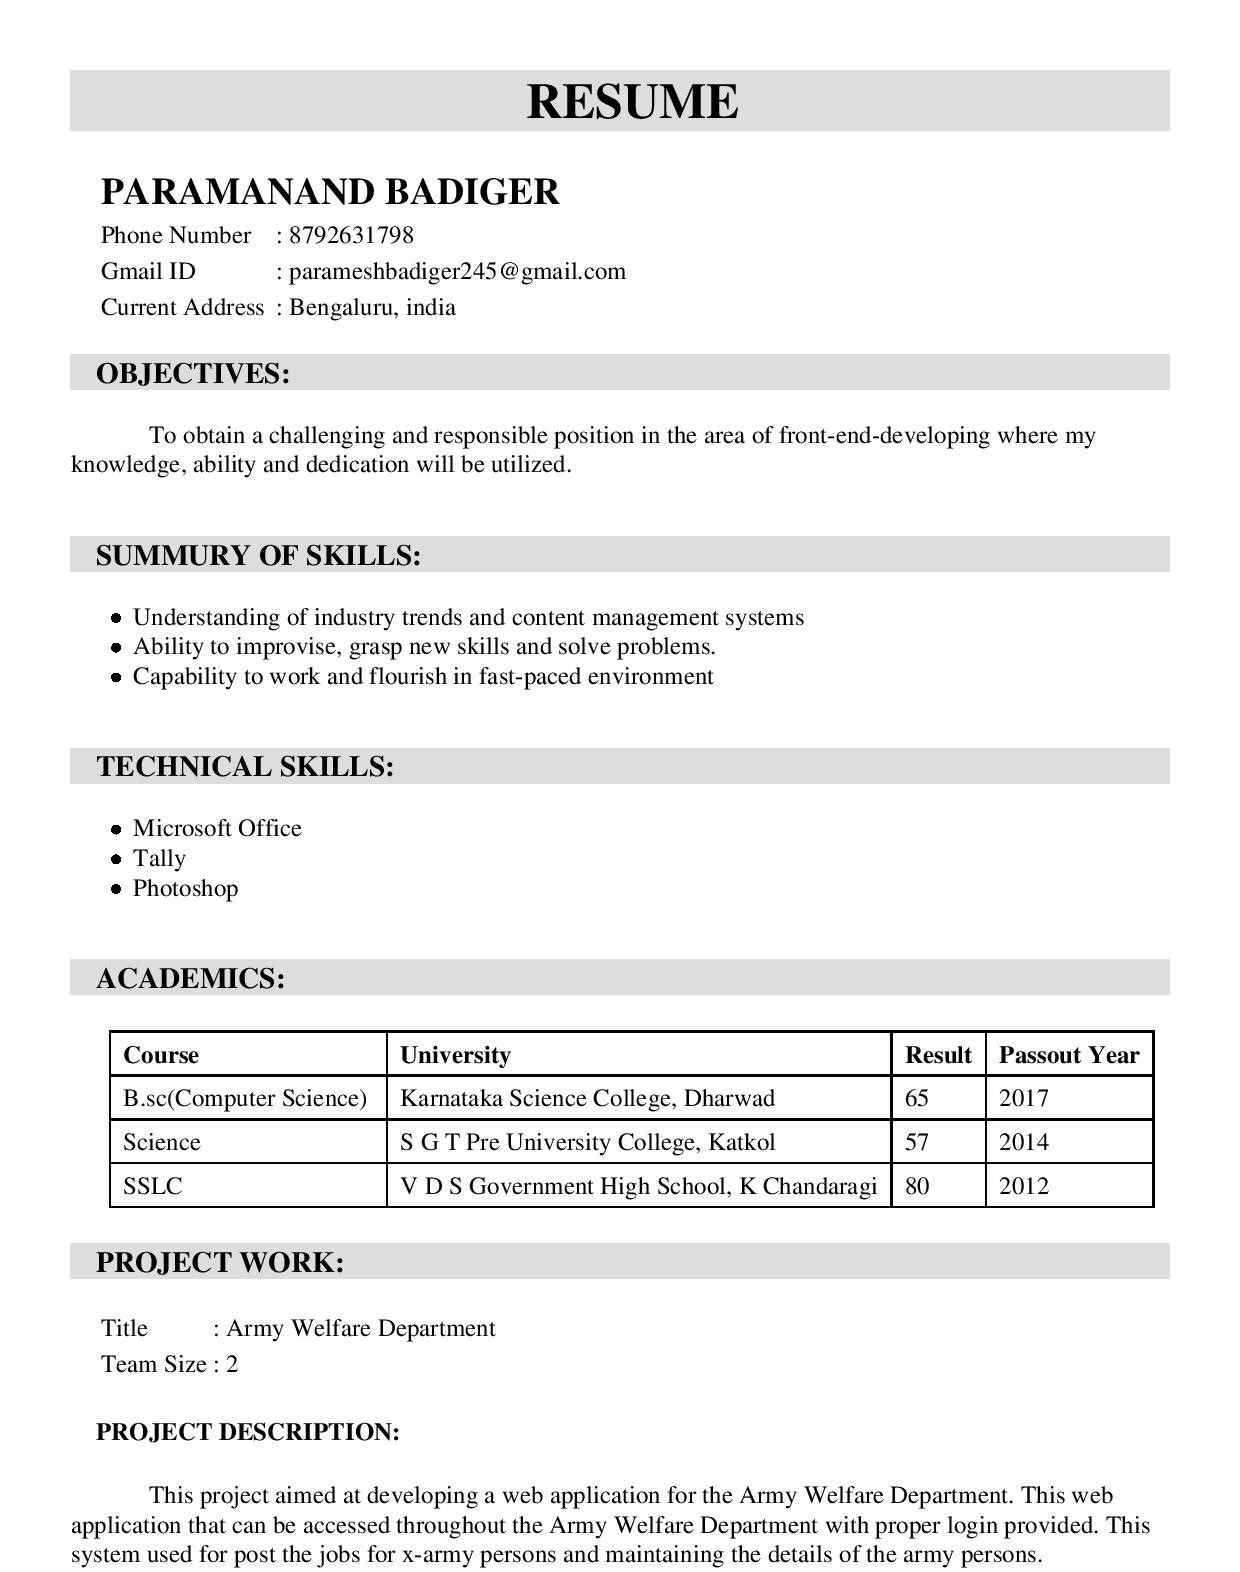 RESUME
PARAMANAND BADIGER
Phone Number : 8792631798
Gmail ID : parameshbadiger245@gmail.com
Current Address : Bengaluru, india
OBJECTIVES:
To obtain a challenging and responsible position in the area of front-end-developing where my
knowledge, ability and dedication will be utilized.
SUMMURY OF SKILLS:
● Understanding of industry trends and content management systems
● Ability to improvise, grasp new skills and solve problems.
● Capability to work and flourish in fast-paced environment
TECHNICAL SKILLS:
● Microsoft Office
● Tally
● Photoshop
ACADEMICS:
Course University Result Passout Year
B.sc(Computer Science) Karnataka Science College, Dharwad 65 2017
Science S G T Pre University College, Katkol 57 2014
SSLC V D S Government High School, K Chandaragi 80 2012
PROJECT WORK:
Title : Army Welfare Department
Team Size : 2
PROJECT DESCRIPTION:
This project aimed at developing a web application for the Army Welfare Department. This web
application that can be accessed throughout the Army Welfare Department with proper login provided. This
system used for post the jobs for x-army persons and maintaining the details of the army persons.